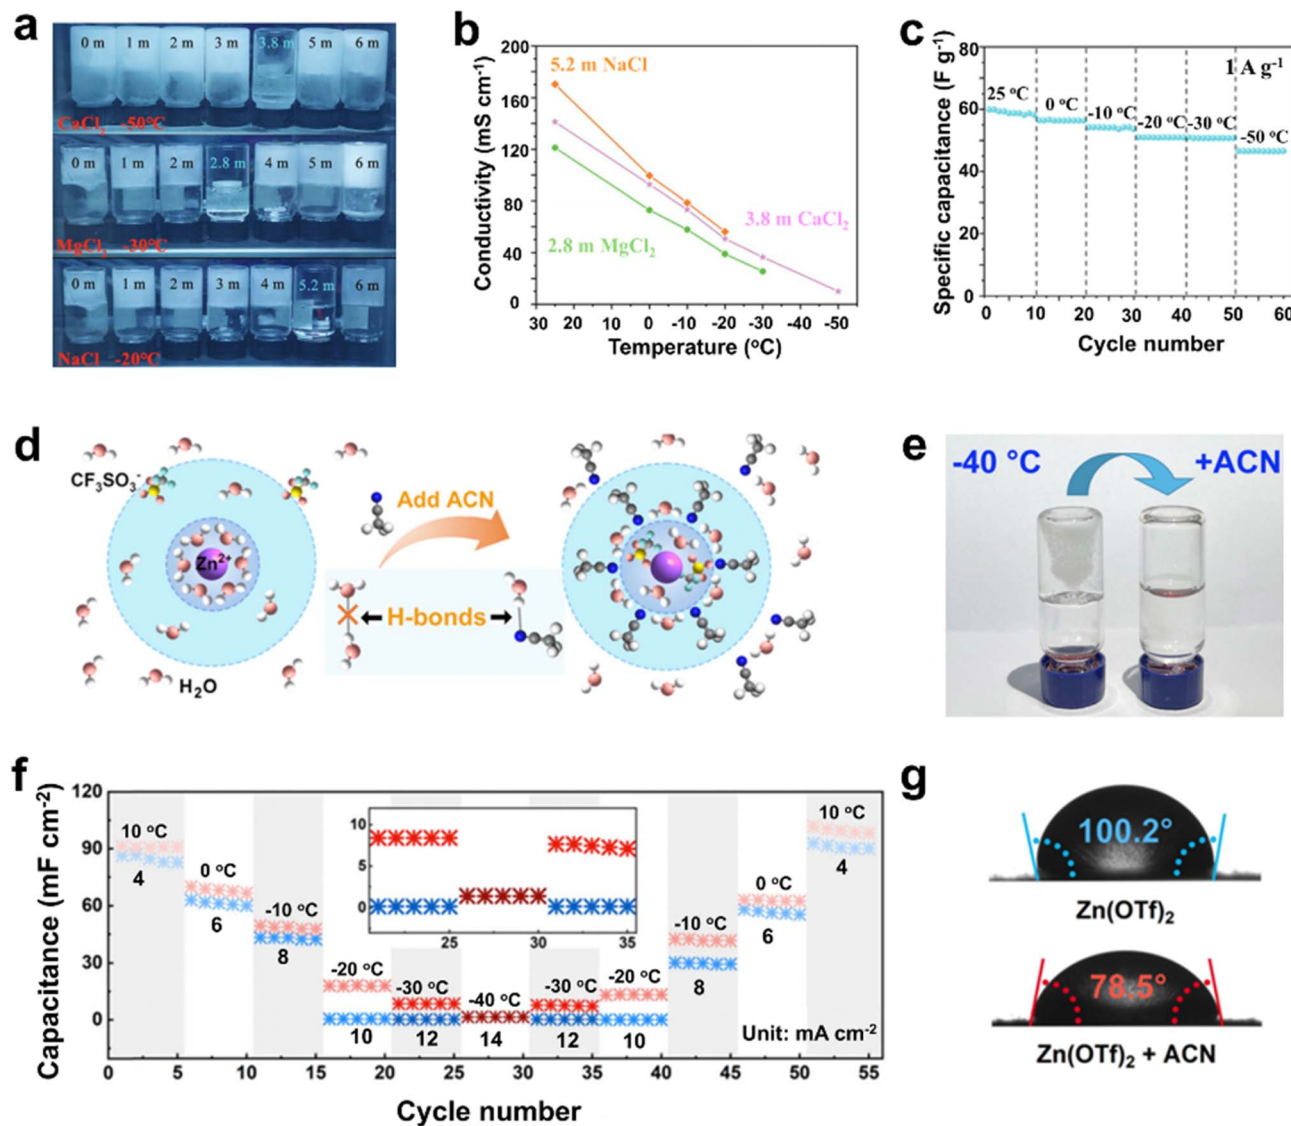 a
0 m 1 m 2 m 3 m 3.8 m 5 m 6 m
CaCl₂ -50℃
0 m 1 m 2 m 2.8 m 4 m 5 m 6 m
MgCl₂ -30℃
0 m 1 m 2 m 3 m 4 m 5.2 m 6 m
NaCl -20℃
b
Conductivity (mS cm⁻¹)
200
160
120
80
40
0
5.2 m NaCl
3.8 m CaCl₂
2.8 m MgCl₂
30 20 10 0 -10 -20 -30 -40 -50
Temperature (°C)
c
Specific capacitance (F g⁻¹)
80
60
40
20
0
1 A g⁻¹
25 °C 0 °C -10 °C -20 °C -30 °C -50 °C
0 10 20 30 40 50 60
Cycle number
d
CF₃SO₃⁻
Zn²⁺
H₂O
Add ACN
H-bonds
e
-40 °C +ACN
f
Capacitance (mF cm⁻²)
120
90
60
30
0
10 °C
4
0 °C
6
-10 °C
8
-20 °C
10
-30 °C
12
-40 °C
14
-30 °C
12
-20 °C
10
-10 °C
8
0 °C
6
10 °C
4
10
5
0
25 30 35
Unit: mA cm⁻²
0 5 10 15 20 25 30 35 40 45 50 55
Cycle number
g
100.2°
Zn(OTf)₂
78.5°
Zn(OTf)₂ + ACN